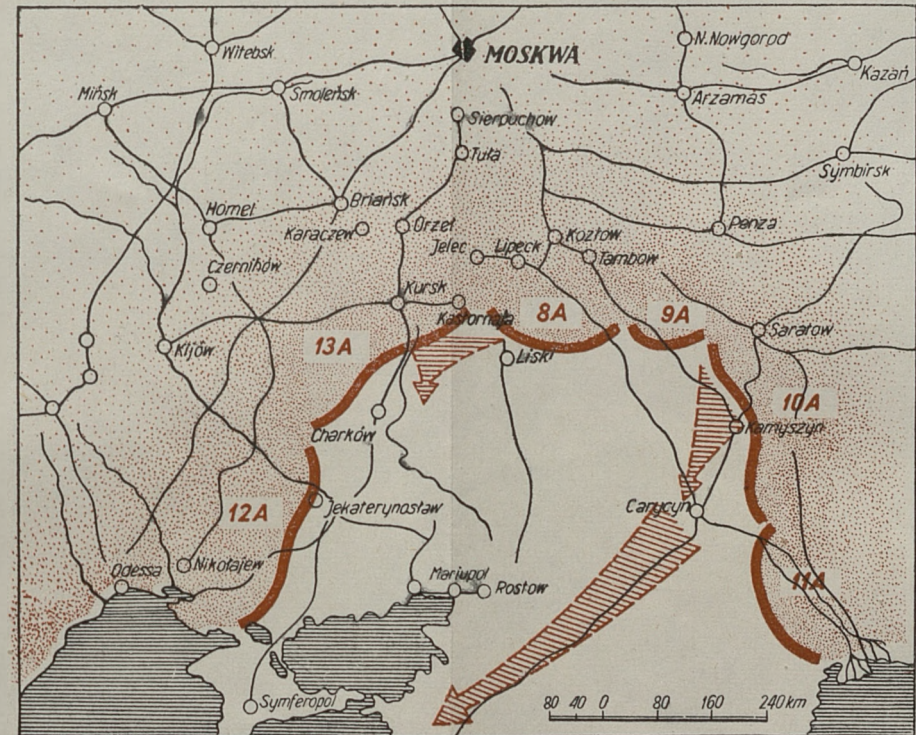 Witebsk
MOSKWA
N.Nowgorod
Kazań
Mińsk
Smoleńsk
Arzamas
Sierpuchow
Tuła
Symbirsk
Briańsk
Homel
Karaczew
Orzeł
Jelec
Lipeck
Kozłow
Tambow
Penza
Czernihów
Kursk
Kastornaja
8A
9A
Saratow
Kijów
13A
Liski
10A
Kamyszyn
Charków
12A
Jekaterynosław
Carycyn
Odessa
Nikołajew
Mariupol
Rostow
11A
Symferopol
80 40 0 80 160 240 km